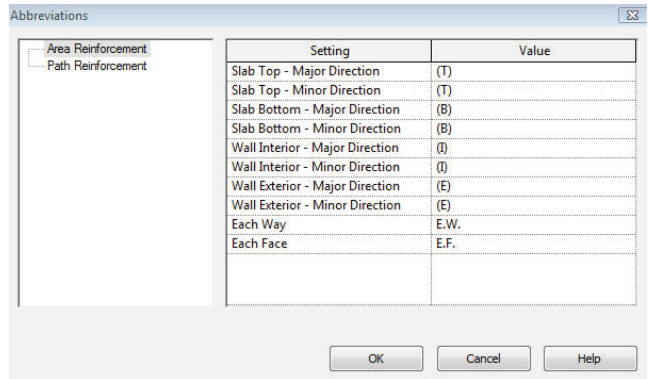 Abbreviations
Area Reinforcement
Path Reinforcement
Setting Value
Slab Top - Major Direction (T)
Slab Top - Minor Direction (T)
Slab Bottom - Major Direction (B)
Slab Bottom - Minor Direction (B)
Wall Interior - Major Direction (I)
Wall Interior - Minor Direction (I)
Wall Exterior - Major Direction (E)
Wall Exterior - Minor Direction (E)
Each Way E.W.
Each Face E.F.
OK Cancel Help